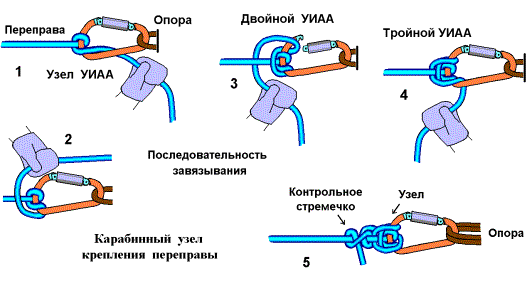 Переправа
Опора
1
Узел УИАА
Двойной УИАА
3
Тройной УИАА
4
2
Последовательность
завязывания
Карабинный узел
крепления переправы
Контрольное
стремечко
Узел
Опора
5